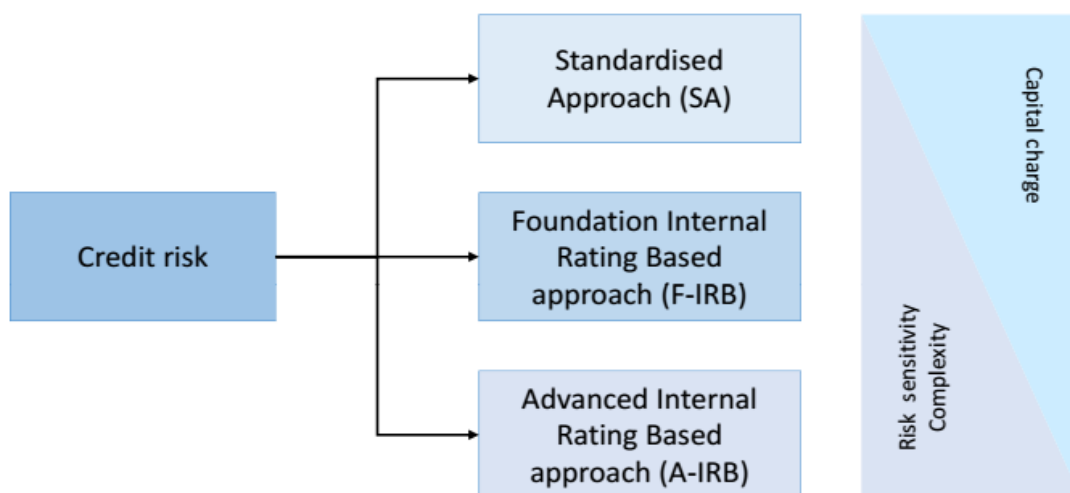 Standardised
Approach (SA)
Credit risk
Foundation Internal
Rating Based
approach (F-IRB)
Advanced Internal
Rating Based
approach (A-IRB)
Capital charge
Risk sensitivity
Complexity